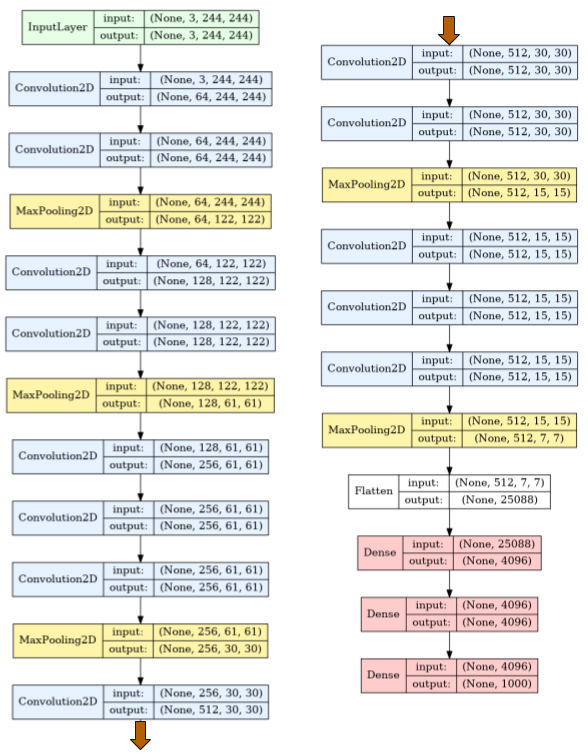 InputLayer input: (None, 3, 244, 244)
output: (None, 3, 244, 244)
Convolution2D input: (None, 3, 244, 244)
output: (None, 64, 244, 244)
Convolution2D input: (None, 64, 244, 244)
output: (None, 64, 244, 244)
MaxPooling2D input: (None, 64, 244, 244)
output: (None, 64, 122, 122)
Convolution2D input: (None, 64, 122, 122)
output: (None, 128, 122, 122)
Convolution2D input: (None, 128, 122, 122)
output: (None, 128, 122, 122)
MaxPooling2D input: (None, 128, 122, 122)
output: (None, 128, 61, 61)
Convolution2D input: (None, 128, 61, 61)
output: (None, 256, 61, 61)
Convolution2D input: (None, 256, 61, 61)
output: (None, 256, 61, 61)
Convolution2D input: (None, 256, 61, 61)
output: (None, 256, 61, 61)
MaxPooling2D input: (None, 256, 61, 61)
output: (None, 256, 30, 30)
Convolution2D input: (None, 256, 30, 30)
output: (None, 512, 30, 30)
Convolution2D input: (None, 512, 30, 30)
output: (None, 512, 30, 30)
Convolution2D input: (None, 512, 30, 30)
output: (None, 512, 30, 30)
MaxPooling2D input: (None, 512, 30, 30)
output: (None, 512, 15, 15)
Convolution2D input: (None, 512, 15, 15)
output: (None, 512, 15, 15)
Convolution2D input: (None, 512, 15, 15)
output: (None, 512, 15, 15)
Convolution2D input: (None, 512, 15, 15)
output: (None, 512, 15, 15)
MaxPooling2D input: (None, 512, 15, 15)
output: (None, 512, 7, 7)
Flatten input: (None, 512, 7, 7)
output: (None, 25088)
Dense input: (None, 25088)
output: (None, 4096)
Dense input: (None, 4096)
output: (None, 4096)
Dense input: (None, 4096)
output: (None, 1000)